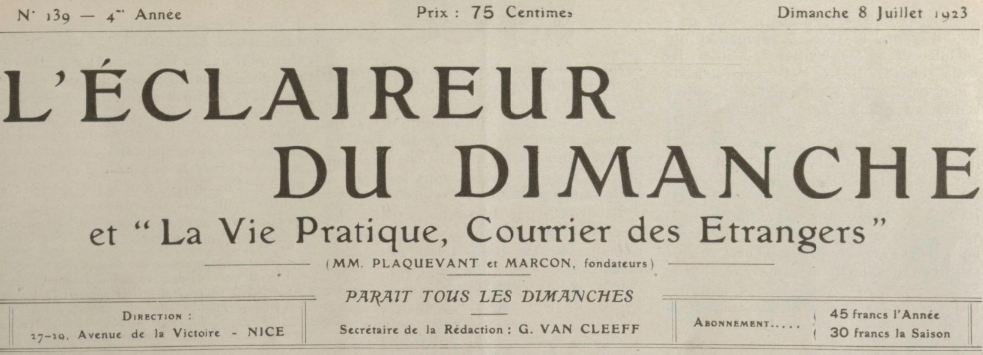 N° 139 — 4me Année
Prix : 75 Centimes
Dimanche 8 Juillet 1923
L'ÉCLAIREUR
DU DIMANCHE
et "La Vie Pratique, Courrier des Etrangers"
(MM. PLAQUEVANT et MARCON, fondateurs)
PARAIT TOUS LES DIMANCHES
DIRECTION :
27-29, Avenue de la Victoire - NICE
Secrétaire de la Rédaction : G. VAN CLEEFF
ABONNEMENT.....
45 francs l'Année
30 francs la Saison